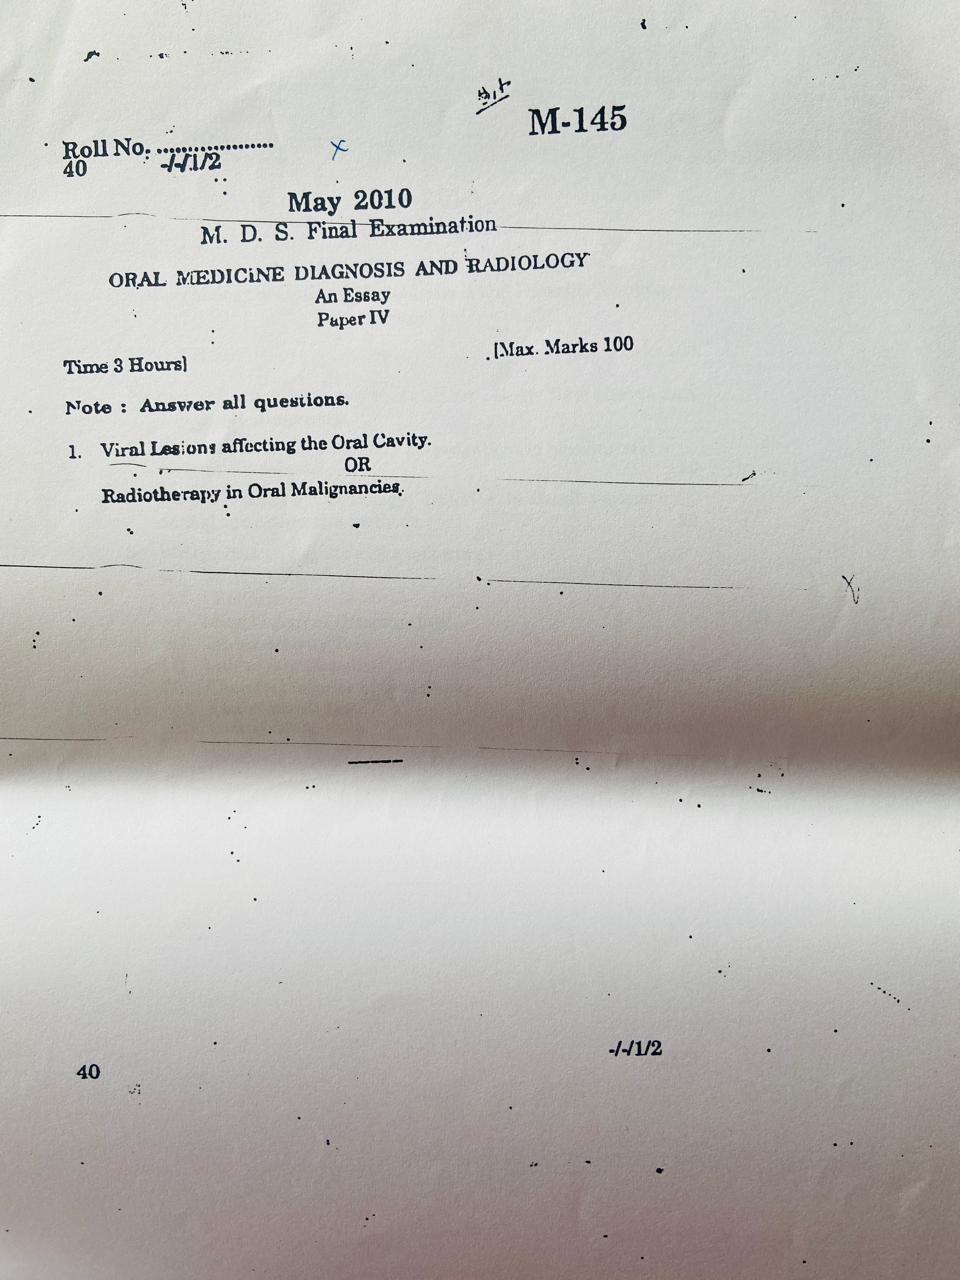 M-145
Roll No. ....................
40 -/-/1/2
May 2010
M. D. S. Final Examination
ORAL MEDICINE DIAGNOSIS AND RADIOLOGY
An Essay
Paper IV
Time 3 Hours] [Max. Marks 100
Note : Answer all questions.
1. Viral Lesions affecting the Oral Cavity.
OR
Radiotherapy in Oral Malignancies.
40 -/-/1/2